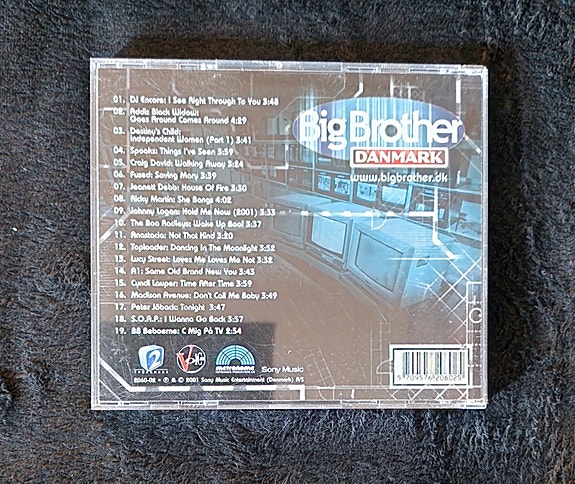 01. DJ Encore: I See Right Through To You 3:48
02. Addis Black Widow:
Goes Around Comes Around 4:29
03. Destiny's Child:
Independent Women (Part 1) 3:41
04. Spooks: Things I've Seen 3:59
05. Craig David: Walking Away 3:24
06. Fused: Saving Mary 3:39
07. Jeanett Debb: House Of Fire 3:30
08. Ricky Martin: She Bangs 4:02
09. Johnny Logan: Hold Me Now (2001) 3:33
10. The Boo Radleys: Wake Up Boo! 3:37
11. Anastacia: Not That Kind 3:20
12. Toploader: Dancing In The Moonlight 3:52
13. Lucy Street: Loves Me Loves Me Not 3:32
14. A1: Same Old Brand New You 3:43
15. Cyndi Lauper: Time After Time 3:59
16. Madison Avenue: Don't Call Me Baby 3:49
17. Peter Jöback: Tonight 3:47
18. S.O.A.P.: I Wanna Go Back 3:57
19. BB Beboerne: C Mig På TV 2:54
Big Brother
DANMARK
www.bigbrother.dk
2
metronome
Sony Music
2060-02 • ℗ & © 2001 Sony Music Entertainment (Denmark) A/S
5 709576 206025